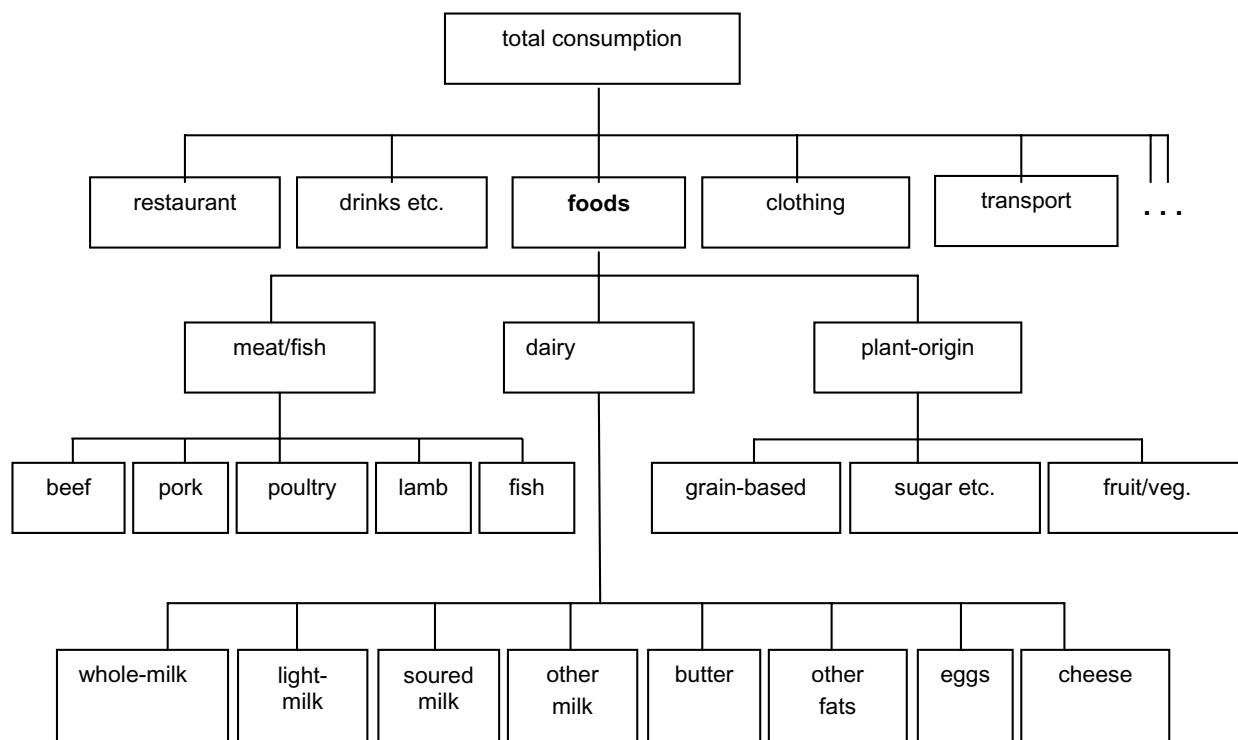 total consumption
restaurant
drinks etc.
foods
clothing
transport
. . .
meat/fish
dairy
plant-origin
beef
pork
poultry
lamb
fish
grain-based
sugar etc.
fruit/veg.
whole-milk
light-
milk
soured
milk
other
milk
butter
other
fats
eggs
cheese